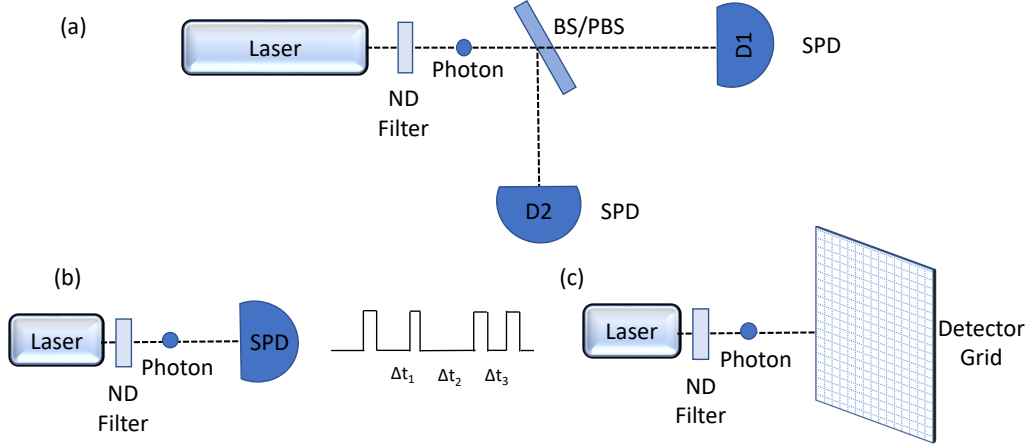 (a)
Laser
ND
Filter
Photon
BS/PBS
D1
SPD
D2
SPD
(b)
Laser
ND
Filter
Photon
SPD
Δt₁ Δt₂ Δt₃
(c)
Laser
ND
Filter
Photon
Detector
Grid